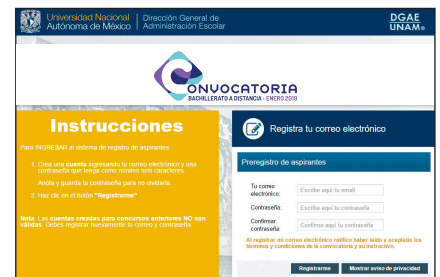 Universidad Nacional
Autónoma de México
Dirección General de
Administración Escolar
DGAE
UNAM®
CONVOCATORIA
BACHILLERATO A DISTANCIA - ENERO 2019
Instrucciones
Para INGRESAR al sistema de registro de aspirantes:
1. Crea una cuenta ingresando tu correo electrónico y una
contraseña que tenga como mínimo seis caracteres.
Anota y guarda tu contraseña para no olvidarla.
2. Haz clic en el botón "Registrarme".
Nota: Las cuentas creadas para concursos anteriores NO son
válidas. Debes registrar nuevamente tu correo y contraseña.
Registra tu correo electrónico
Preregistro de aspirantes
Tu correo
electrónico:
Escribe aquí tu email
Contraseña:
Escribe aquí tu contraseña
Confirmar
contraseña:
Confirma aquí tu contraseña
Al registrar mi correo electrónico ratifico haber leído y aceptado los
términos y condiciones de la convocatoria y su instructivo.
Registrarme
Mostrar aviso de privacidad